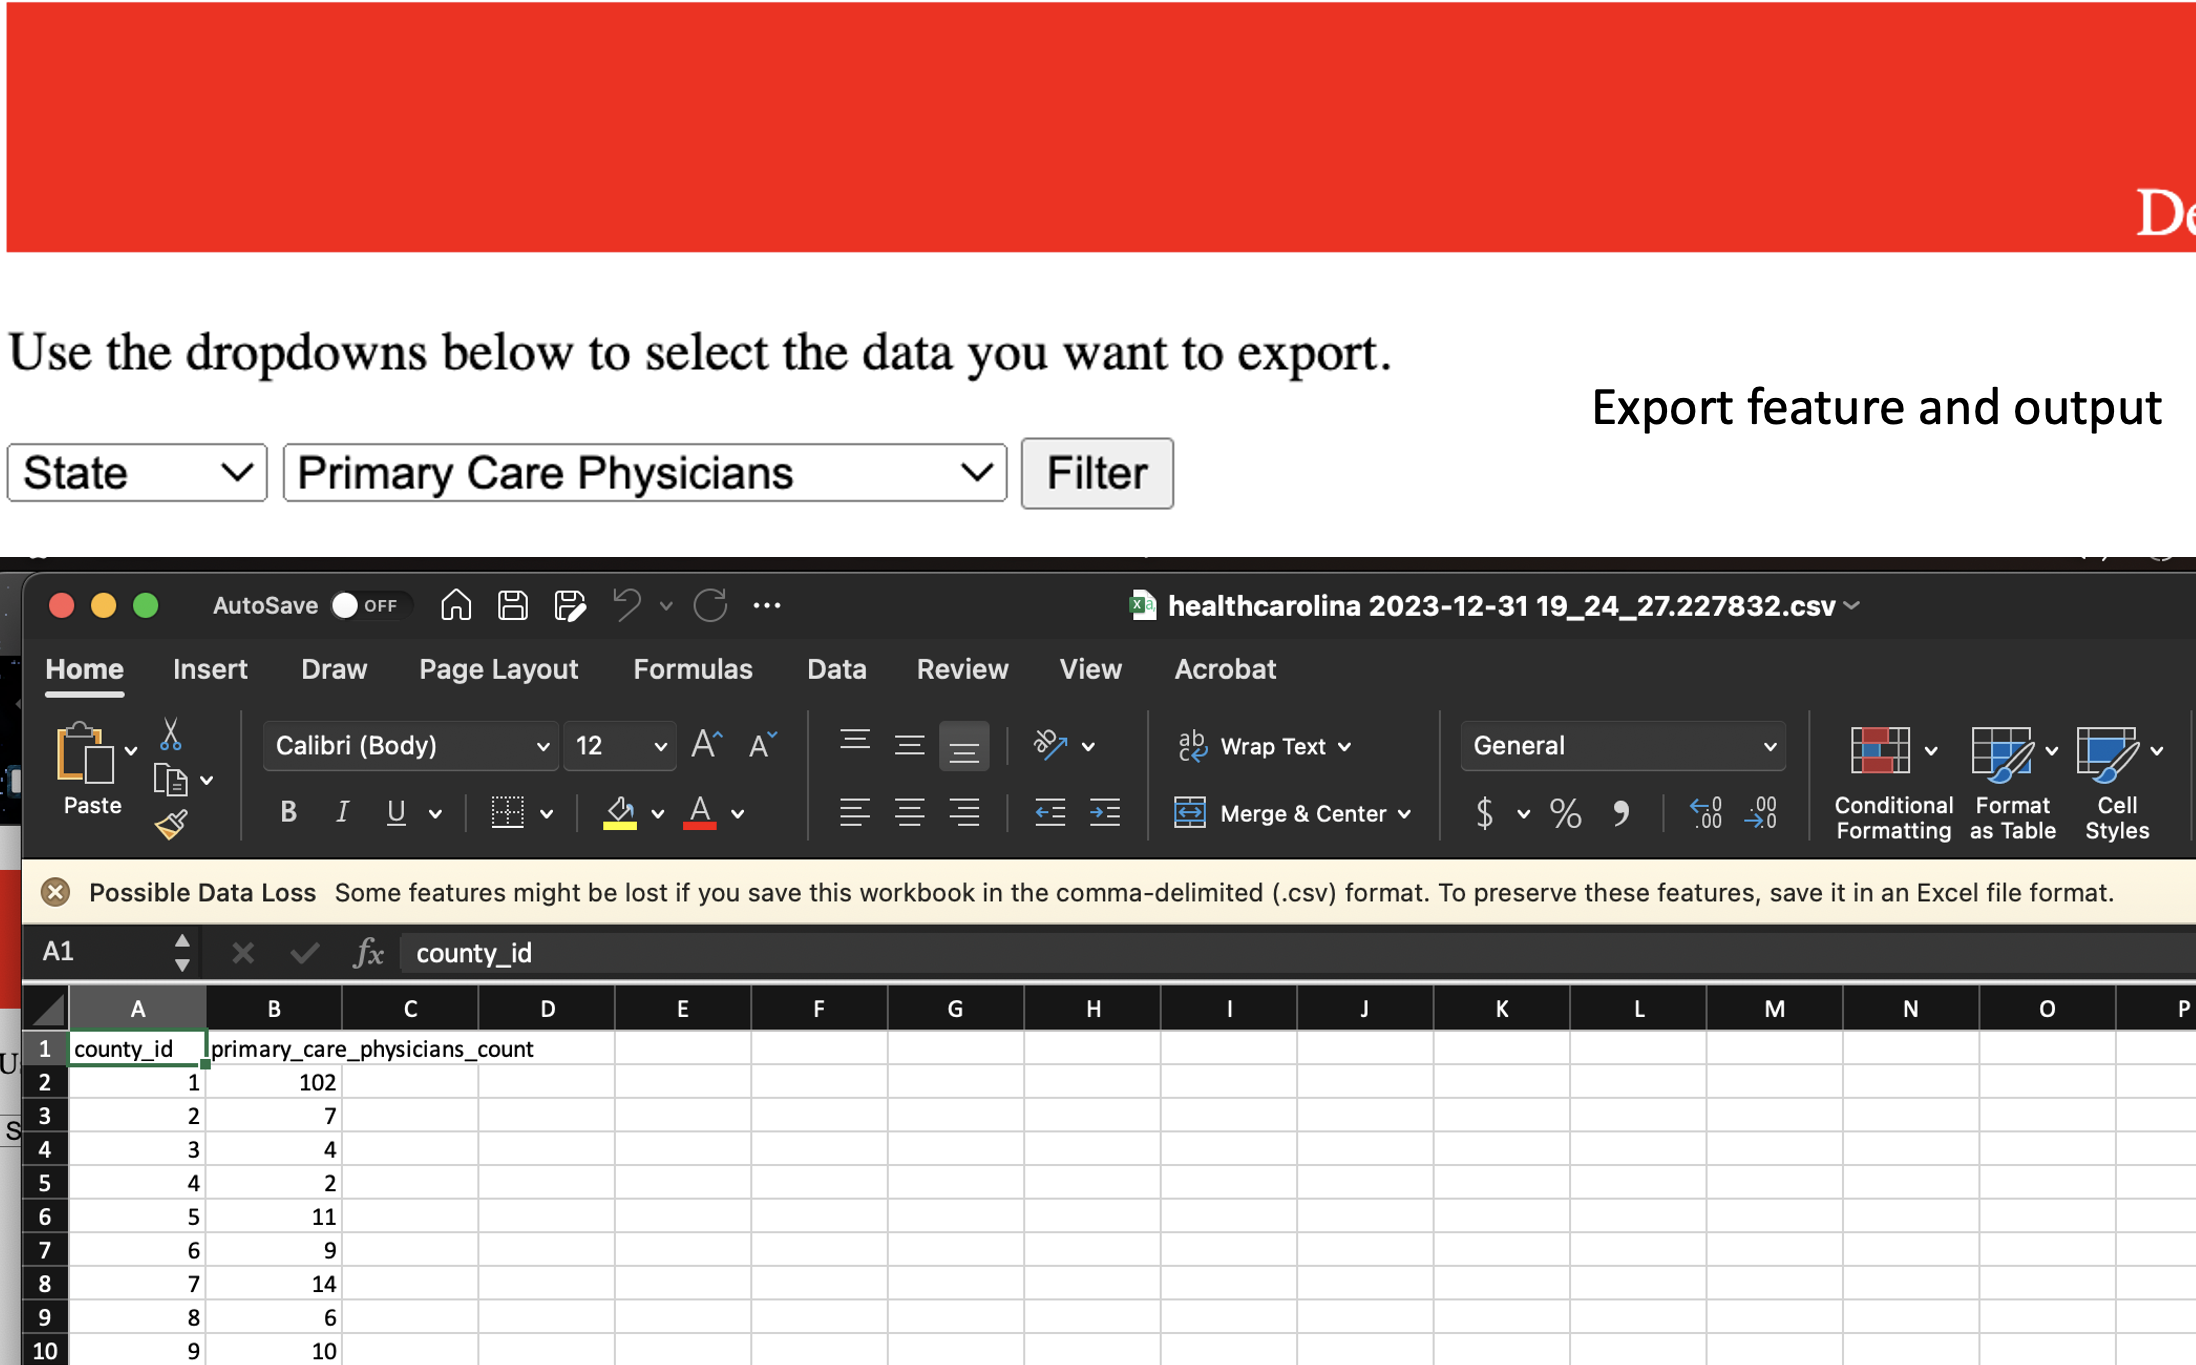 De
Use the dropdowns below to select the data you want to export.
Export feature and output
State Primary Care Physicians Filter
AutoSave OFF healthcarolina 2023-12-31 19_24_27.227832.csv
Home Insert Draw Page Layout Formulas Data Review View Acrobat
Calibri (Body) 12 A A ab Wrap Text General
ab c
Paste
B I U A Merge & Center $ % , .0 .00 .00 .0
Conditional Formatting
Format as Table
Cell Styles
Possible Data Loss Some features might be lost if you save this workbook in the comma-delimited (.csv) format. To preserve these features, save it in an Excel file format.
A1 fx county_id
A B C D E F G H I J K L M N O P
1 county_id primary_care_physicians_count
2 1 102
3 2 7
4 3 4
5 4 2
6 5 11
7 6 9
8 7 14
9 8 6
10 9 10
U
S